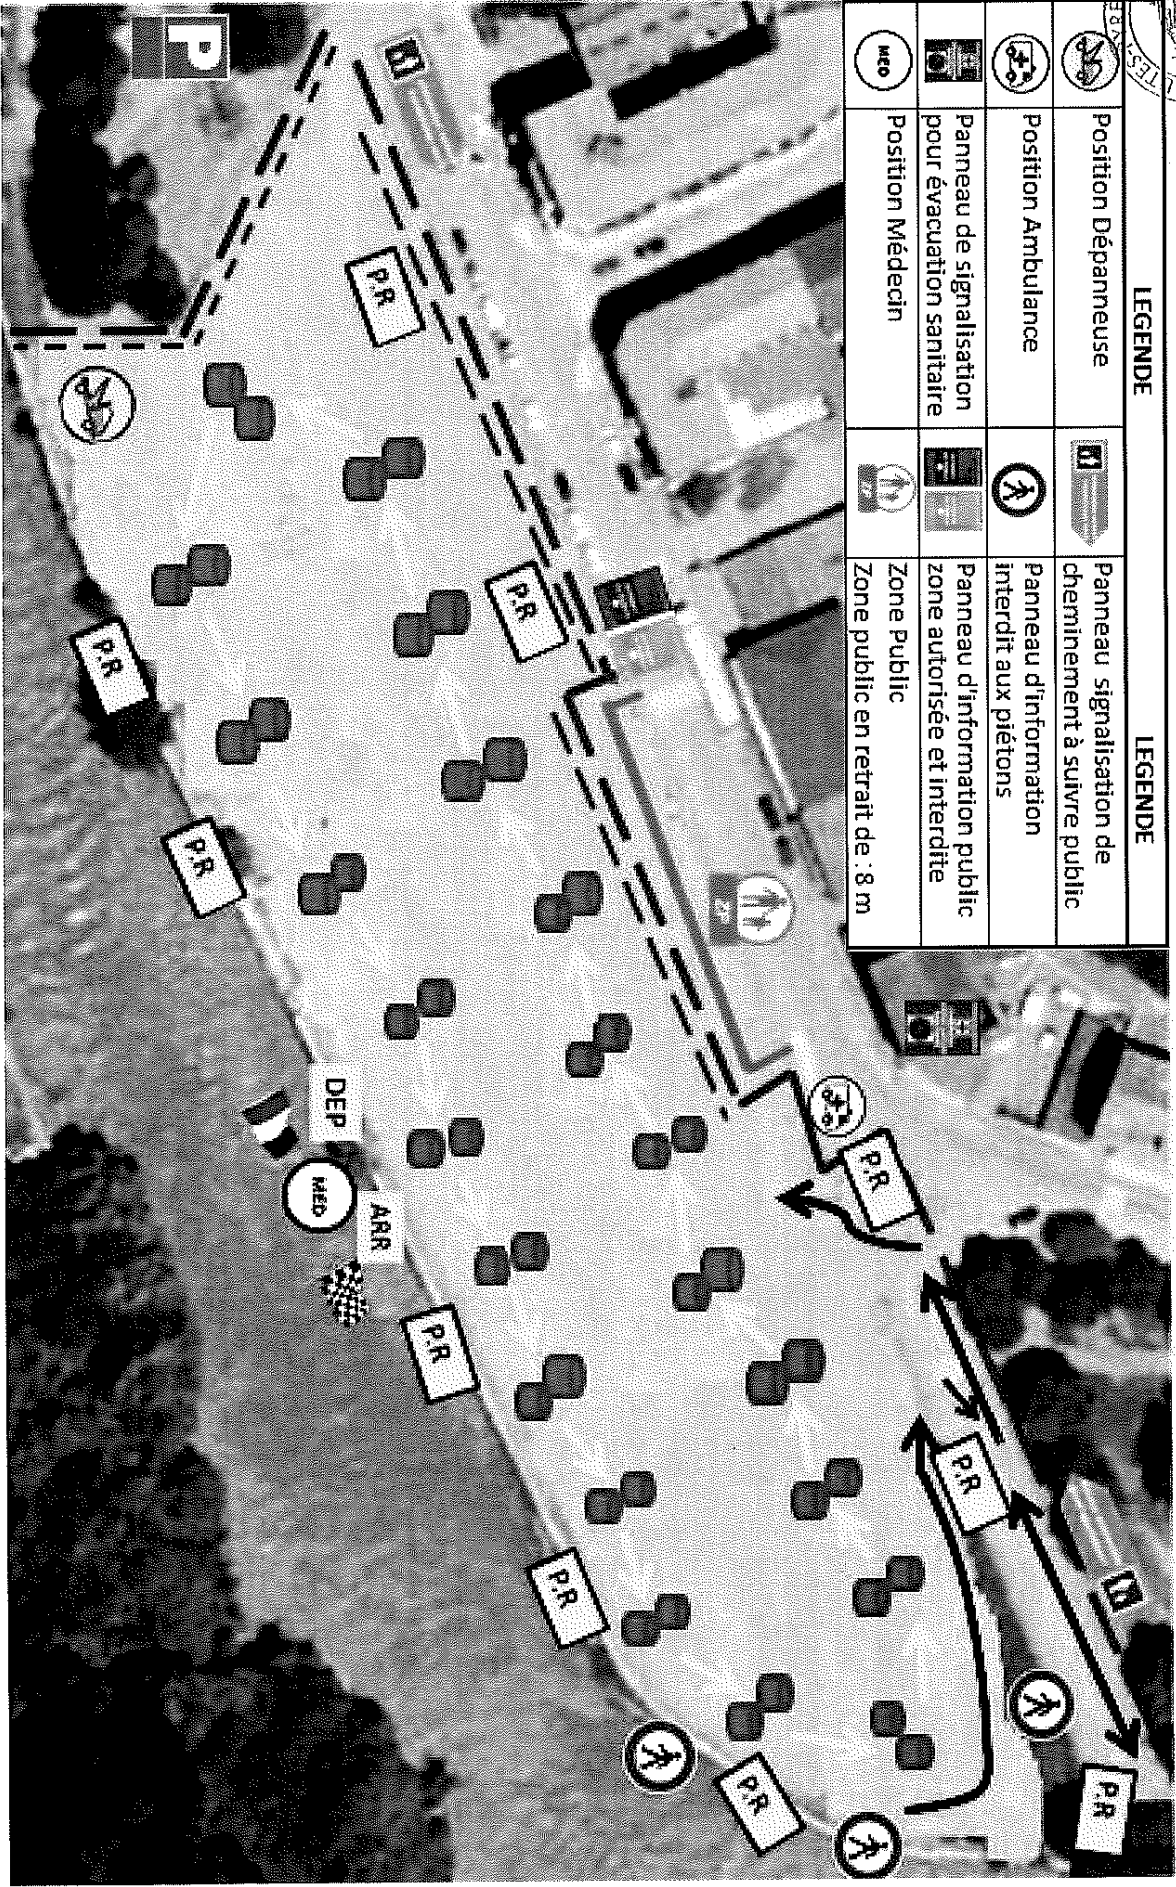 LEGENDE
LEGENDE
Position Dépanneuse
Panneau signalisation de
cheminement à suivre public
Position Ambulance
Panneau d'information
interdit aux piétons
Panneau de signalisation
pour évacuation sanitaire
Panneau d'information public
zone autorisée et interdite
MED
Position Médecin
Zone Public
Zone public en retrait de : 8 m
P
P.R
P.R
P.R
P.R
DEP
MED
ARR
P.R
P.R
P.R
P.R
P.R
P.R